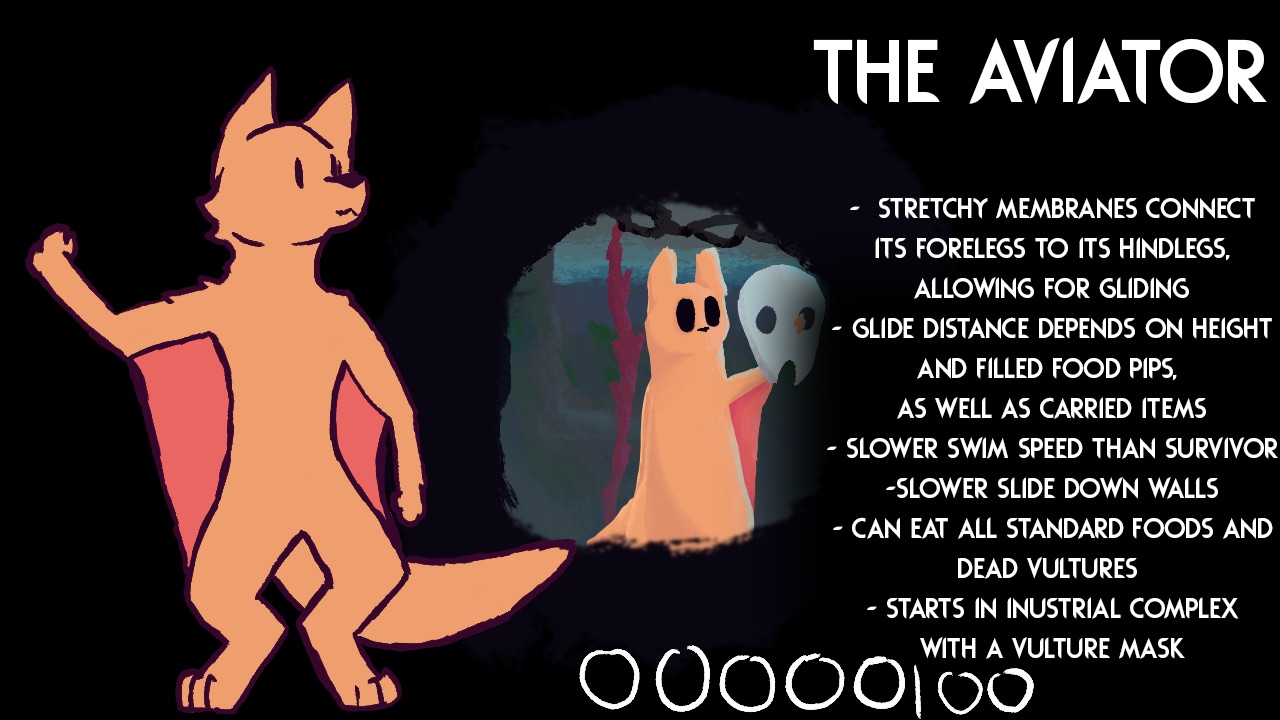 THE AVIATOR
- STRETCHY MEMBRANES CONNECT
ITS FORELEGS TO ITS HINDLEGS,
ALLOWING FOR GLIDING
- GLIDE DISTANCE DEPENDS ON HEIGHT
AND FILLED FOOD PIPS,
AS WELL AS CARRIED ITEMS
- SLOWER SWIM SPEED THAN SURVIVOR
-SLOWER SLIDE DOWN WALLS
- CAN EAT ALL STANDARD FOODS AND
DEAD VULTURES
- STARTS IN INUSTRIAL COMPLEX
WITH A VULTURE MASK